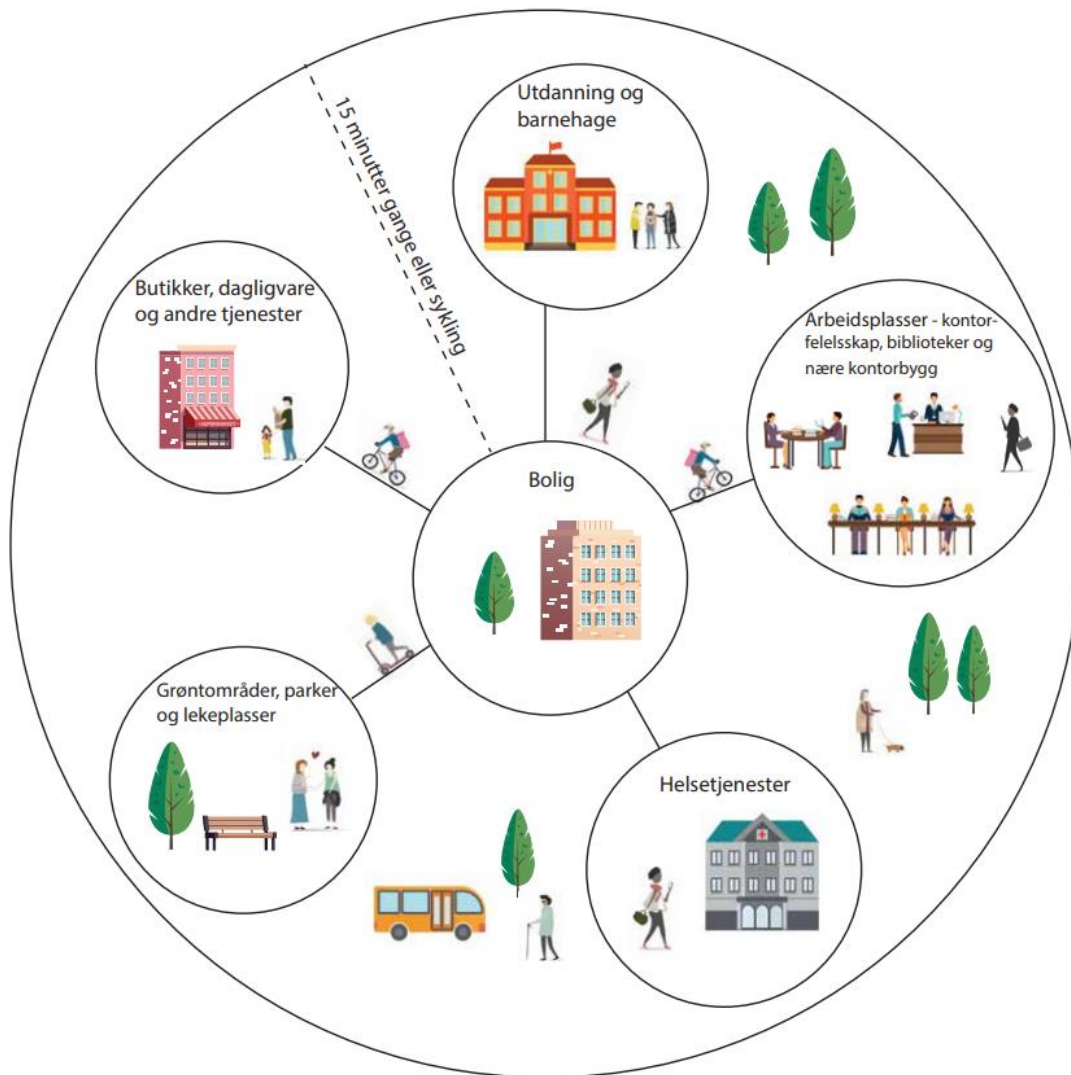 Utdanning og
barnehage
15 minutter gange eller sykling
Butikker, dagligvare
og andre tjenester
Arbeidsplasser - kontor-
felelsskap, biblioteker og
nære kontorbygg
Bolig
Grøntområder, parker
og lekeplasser
Helsetjenester